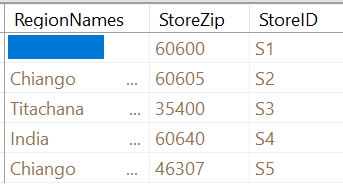 RegionNames StoreZip StoreID
60600 S1
Chiango ... 60605 S2
Titachana ... 35400 S3
India ... 60640 S4
Chiango ... 46307 S5